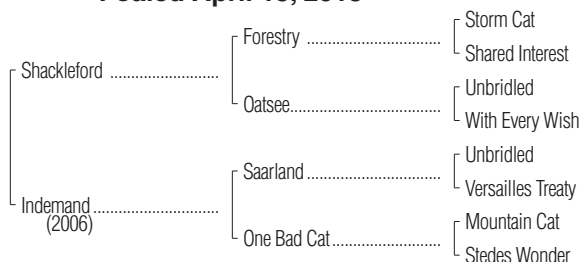 Foaled April
Storm Cat
Forestry ................................
Shared Interest
Shackleford ............................
Unbridled
Oatsee....................................
With Every Wish
Unbridled
Saarland ................................
Versailles Treaty
Indemand................................
(2006)
Mountain Cat
One Bad Cat..........................
Stedes Wonder